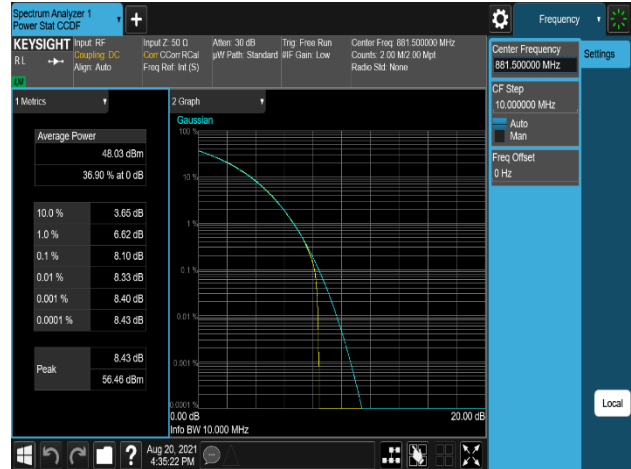 Spectrum Analyzer 1
Power Stat CCDF
Frequency
KEYSIGHT
RL
LXI
Input: RF
Coupling: DC
Align: Auto
Input Z: 50 Ω
Corr CCorr RCal
Freq Ref: Int (S)
Atten: 30 dB
µW Path: Standard
Trig: Free Run
#IF Gain: Low
Center Freq: 881.500000 MHz
Counts: 2.00 M/2.00 Mpt
Radio Std: None
Center Frequency
881.500000 MHz
Settings
CF Step
10.000000 MHz
Auto
Man
Freq Offset
0 Hz
1 Metrics
2 Graph
Average Power
48.03 dBm
36.90 % at 0 dB
10.0 % 3.65 dB
1.0 % 6.62 dB
0.1 % 8.10 dB
0.01 % 8.33 dB
0.001 % 8.40 dB
0.0001 % 8.43 dB
Peak
8.43 dB
56.46 dBm
Gaussian
100 %
10 %
1 %
0.1 %
0.01 %
0.001 %
0.0001 %
0.00 dB 20.00 dB
Info BW 10.000 MHz
Local
?
Aug 20, 2021
4:35:22 PM